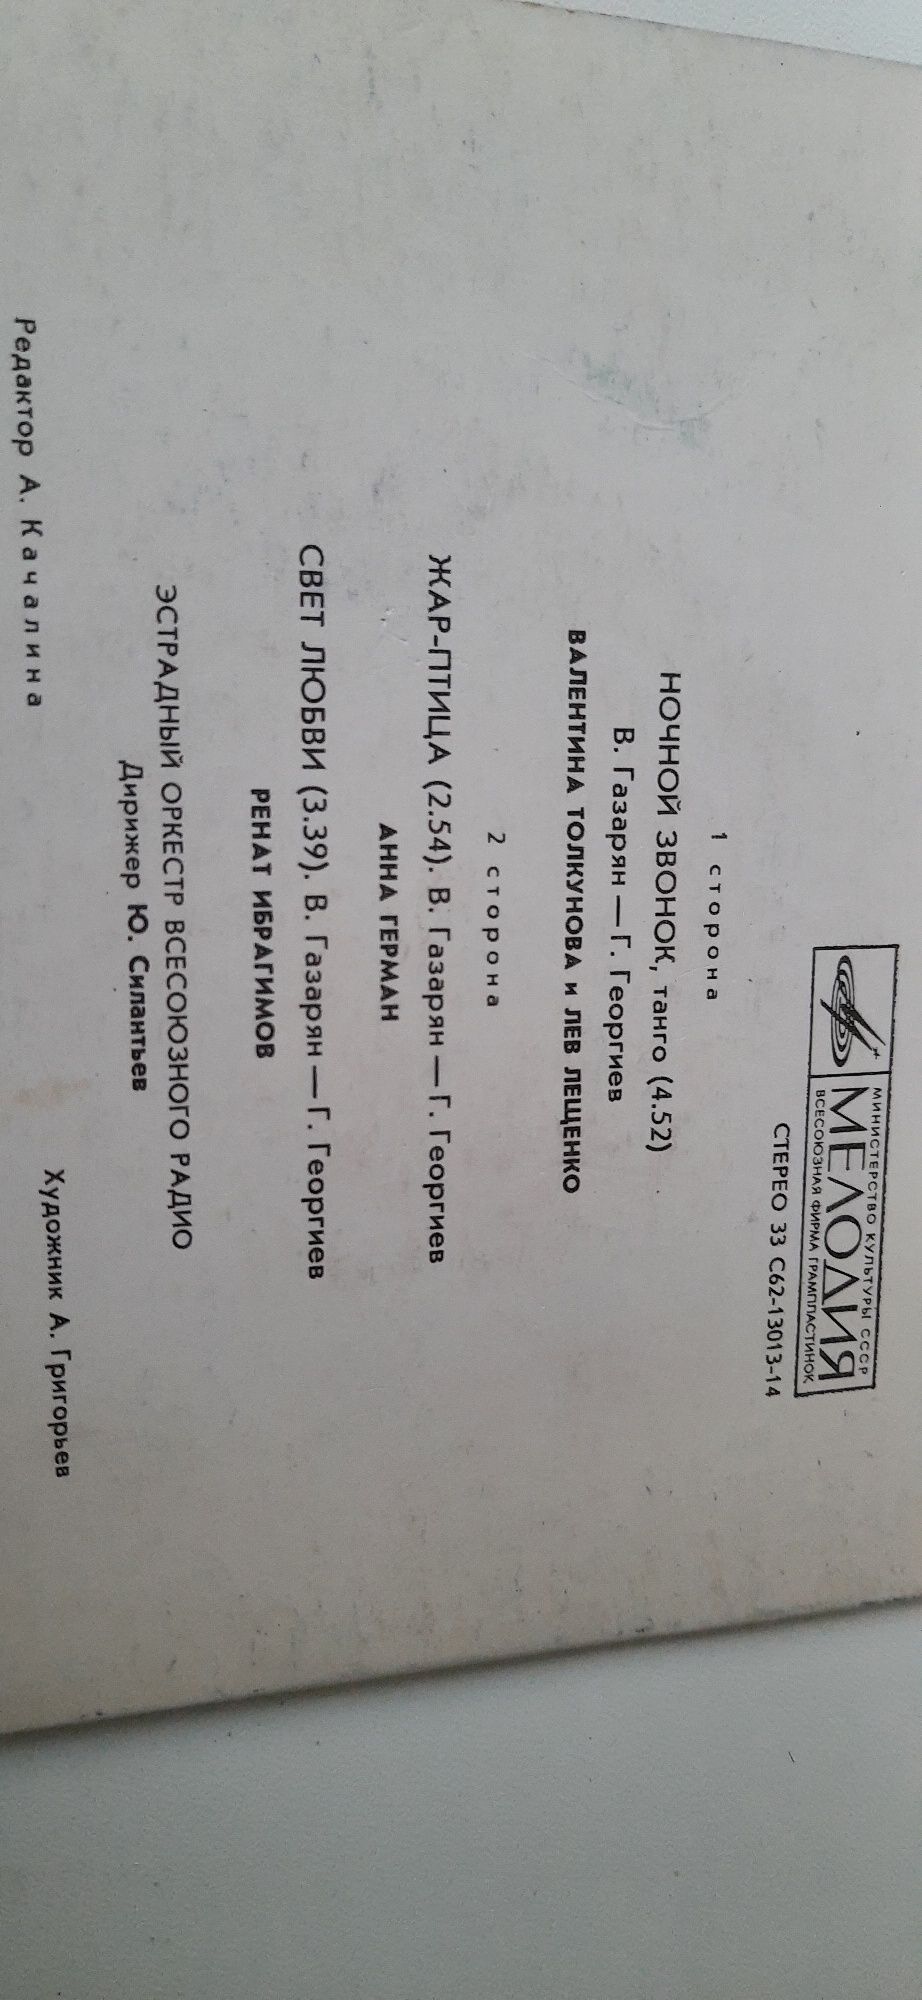 МИНИСТЕРСТВО КУЛЬТУРЫ СССР
МЕЛОДИЯ
ВСЕСОЮЗНАЯ ФИРМА ГРАМПЛАСТИНОК
СТЕРЕО 33 С62-13013-14
1 сторона
НОЧНОЙ ЗВОНОК, танго (4.52)
В. Газарян — Г. Георгиев
ВАЛЕНТИНА ТОЛКУНОВА и ЛЕВ ЛЕЩЕНКО
2 сторона
ЖАР-ПТИЦА (2.54). В. Газарян — Г. Георгиев
АННА ГЕРМАН
СВЕТ ЛЮБВИ (3.39). В. Газарян — Г. Георгиев
РЕНАТ ИБРАГИМОВ
ЭСТРАДНЫЙ ОРКЕСТР ВСЕСОЮЗНОГО РАДИО
Дирижер Ю. Силантьев
Редактор А. Качалина
Художник А. Григорьев